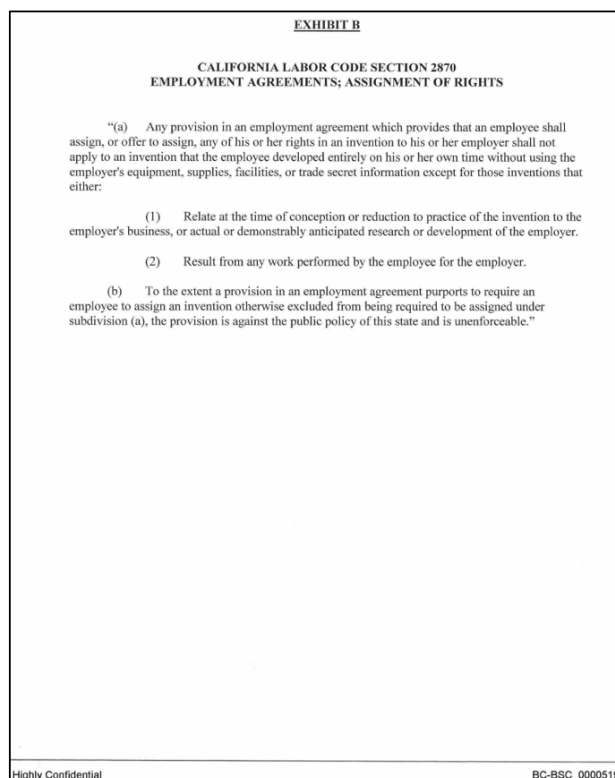 EXHIBIT B
CALIFORNIA LABOR CODE SECTION 2870
EMPLOYMENT AGREEMENTS; ASSIGNMENT OF RIGHTS
“(a) Any provision in an employment agreement which provides that an employee shall
assign, or offer to assign, any of his or her rights in an invention to his or her employer shall not
apply to an invention that the employee developed entirely on his or her own time without using the
employer's equipment, supplies, facilities, or trade secret information except for those inventions that
either:
(1) Relate at the time of conception or reduction to practice of the invention to the
employer's business, or actual or demonstrably anticipated research or development of the employer.
(2) Result from any work performed by the employee for the employer.
(b) To the extent a provision in an employment agreement purports to require an
employee to assign an invention otherwise excluded from being required to be assigned under
subdivision (a), the provision is against the public policy of this state and is unenforceable.”
Highly Confidential BC-BSC_0000518